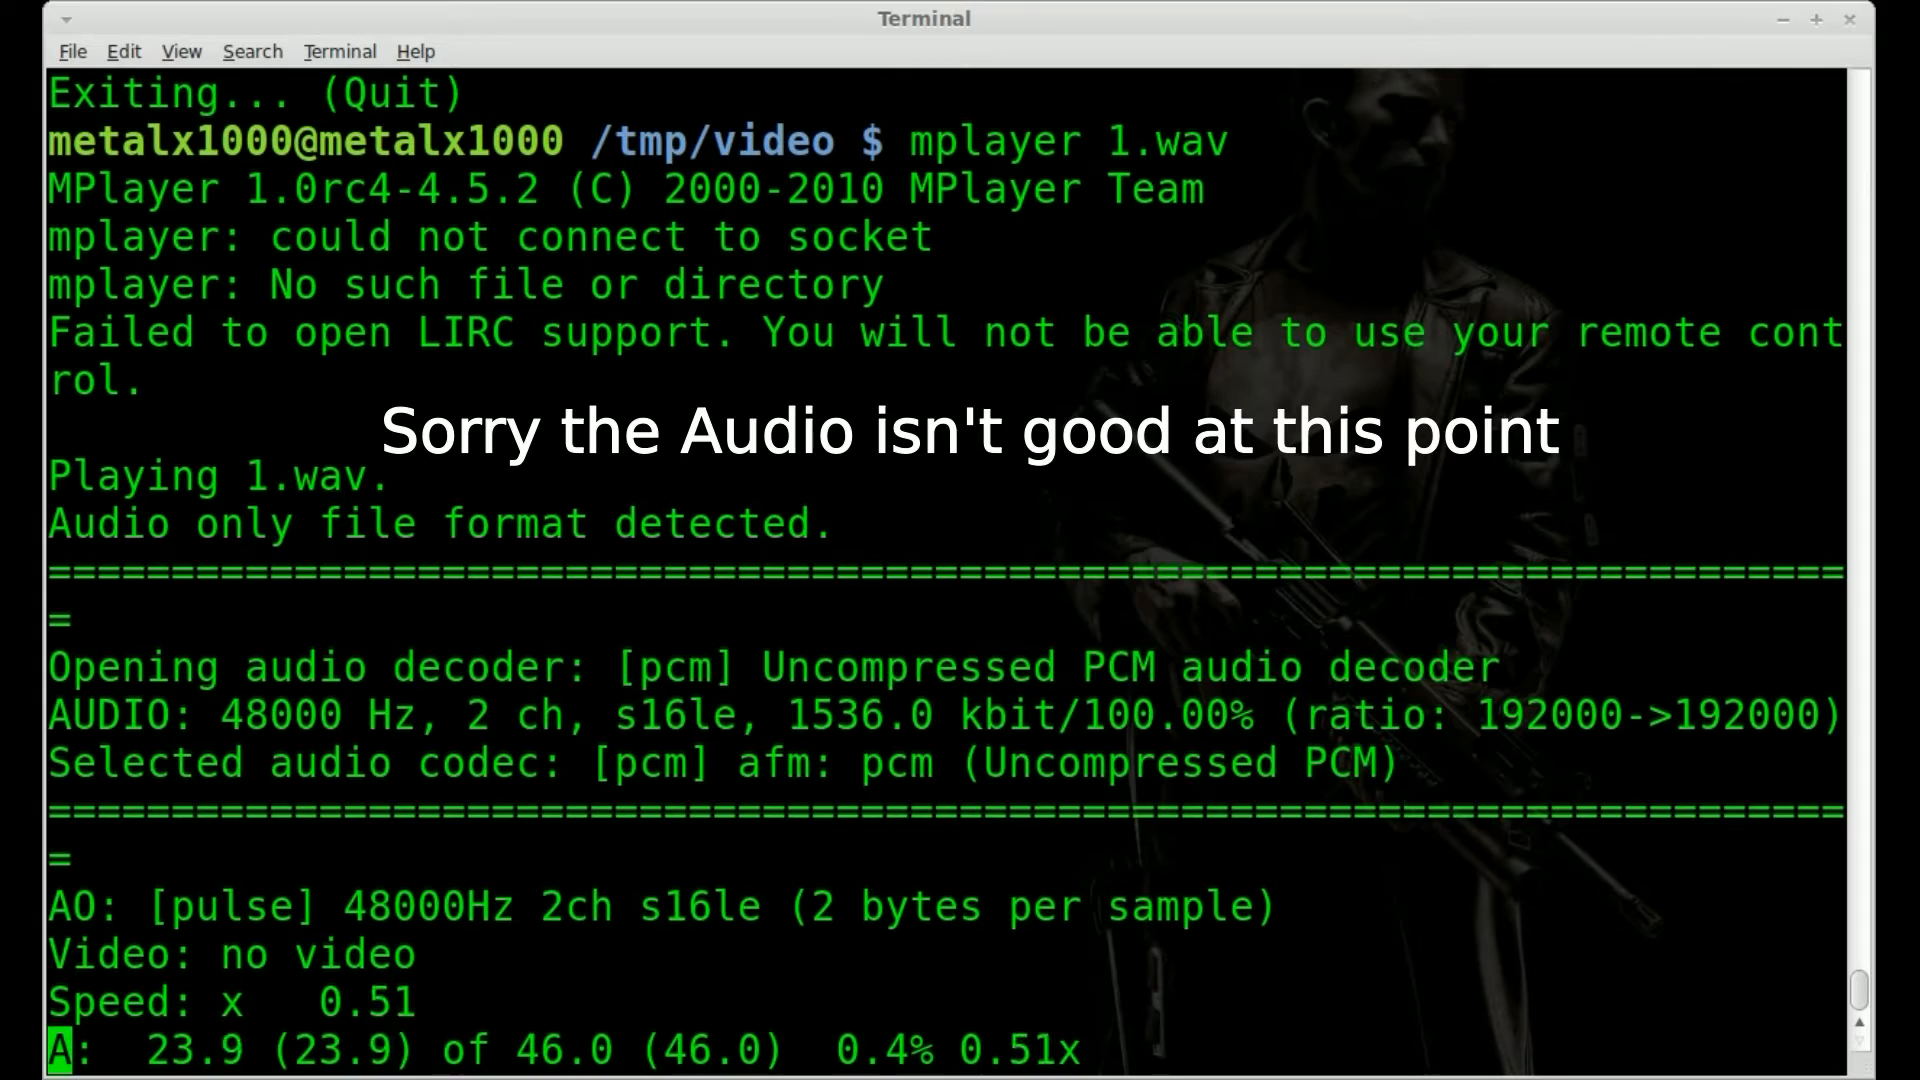 Terminal
File Edit View Search Terminal Help
Exiting... (Quit)
metalx1000@metalx1000 /tmp/video $ mplayer 1.wav
MPlayer 1.0rc4-4.5.2 (C) 2000-2010 MPlayer Team
mplayer: could not connect to socket
mplayer: No such file or directory
Failed to open LIRC support. You will not be able to use your remote cont
rol.
Sorry the Audio isn't good at this point
Playing 1.wav.
Audio only file format detected.
=========================================================================
=
Opening audio decoder: [pcm] Uncompressed PCM audio decoder
AUDIO: 48000 Hz, 2 ch, s16le, 1536.0 kbit/100.00% (ratio: 192000->192000)
Selected audio codec: [pcm] afm: pcm (Uncompressed PCM)
=========================================================================
=
AO: [pulse] 48000Hz 2ch s16le (2 bytes per sample)
Video: no video
Speed: x   0.51
A:  23.9 (23.9) of 46.0 (46.0)  0.4% 0.51x